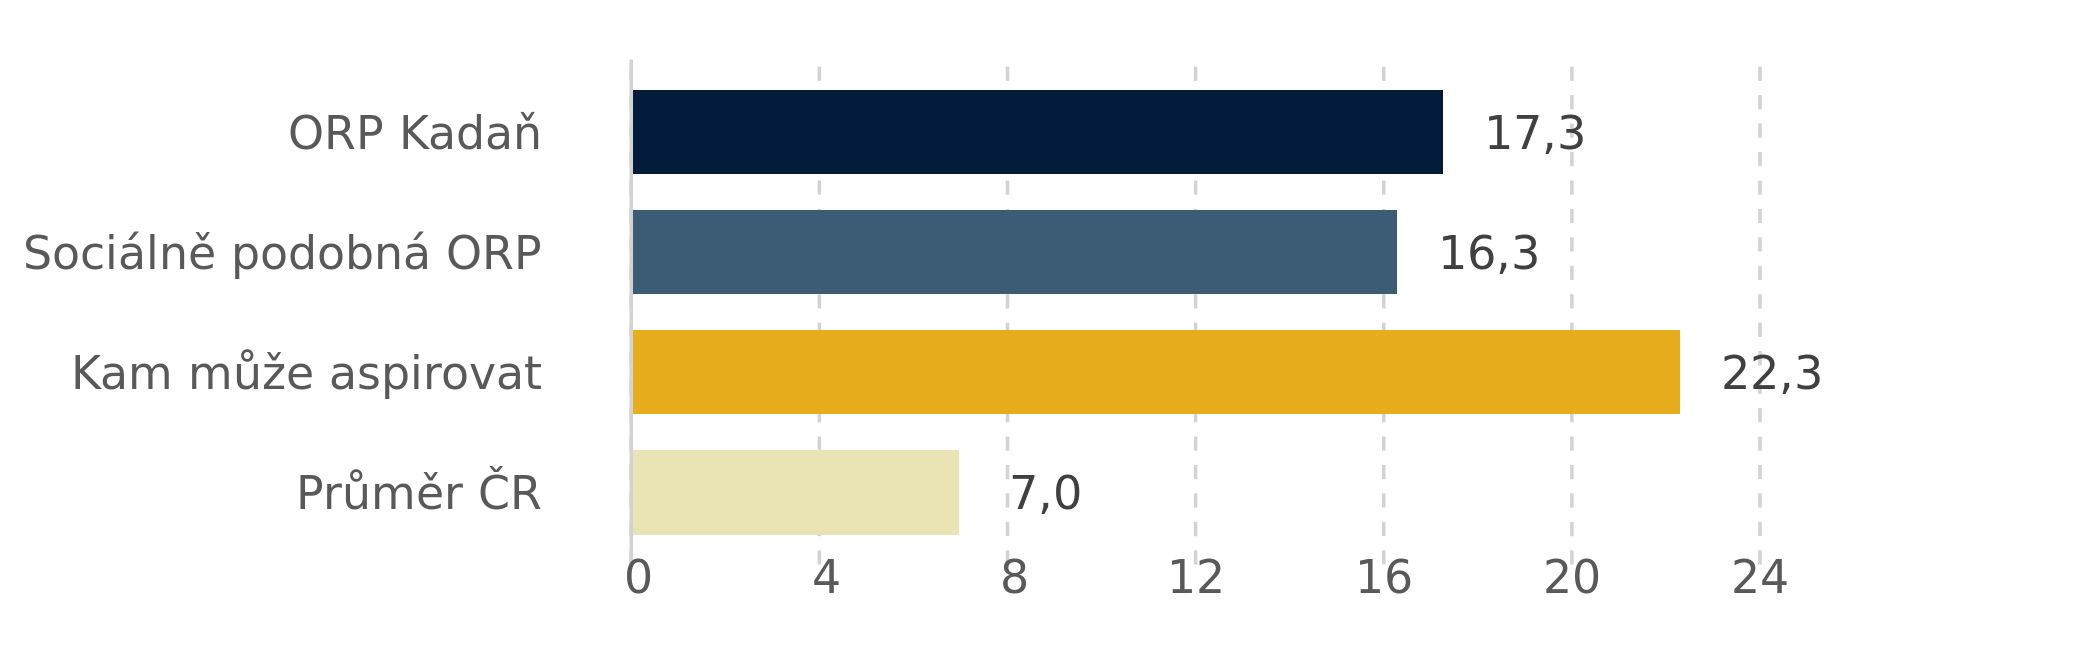 ORP Kadaň 17,3
Sociálně podobná ORP 16,3
Kam může aspirovat 22,3
Průměr ČR 7,0
0 4 8 12 16 20 24